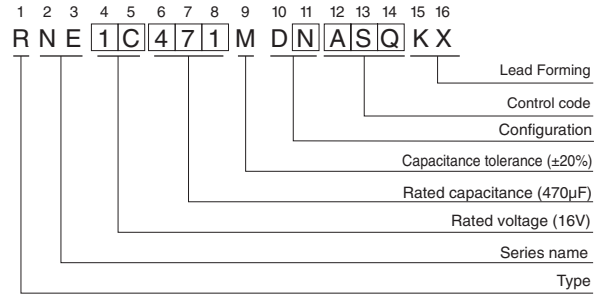 1 2 3 4 5 6 7 8 9 10 11 12 13 14 15 16
R N E 1 C 4 7 1 M D N A S Q K X
Lead Forming
Control code
Configuration
Capacitance tolerance (±20%)
Rated capacitance (470µF)
Rated voltage (16V)
Series name
Type